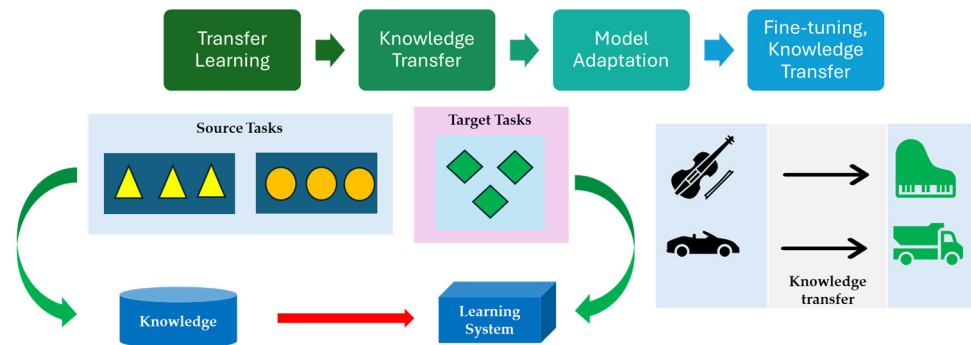 Transfer
Learning
Knowledge
Transfer
Model
Adaptation
Fine-tuning,
Knowledge
Transfer
Source Tasks
Target Tasks
Knowledge
Learning
System
Knowledge
transfer